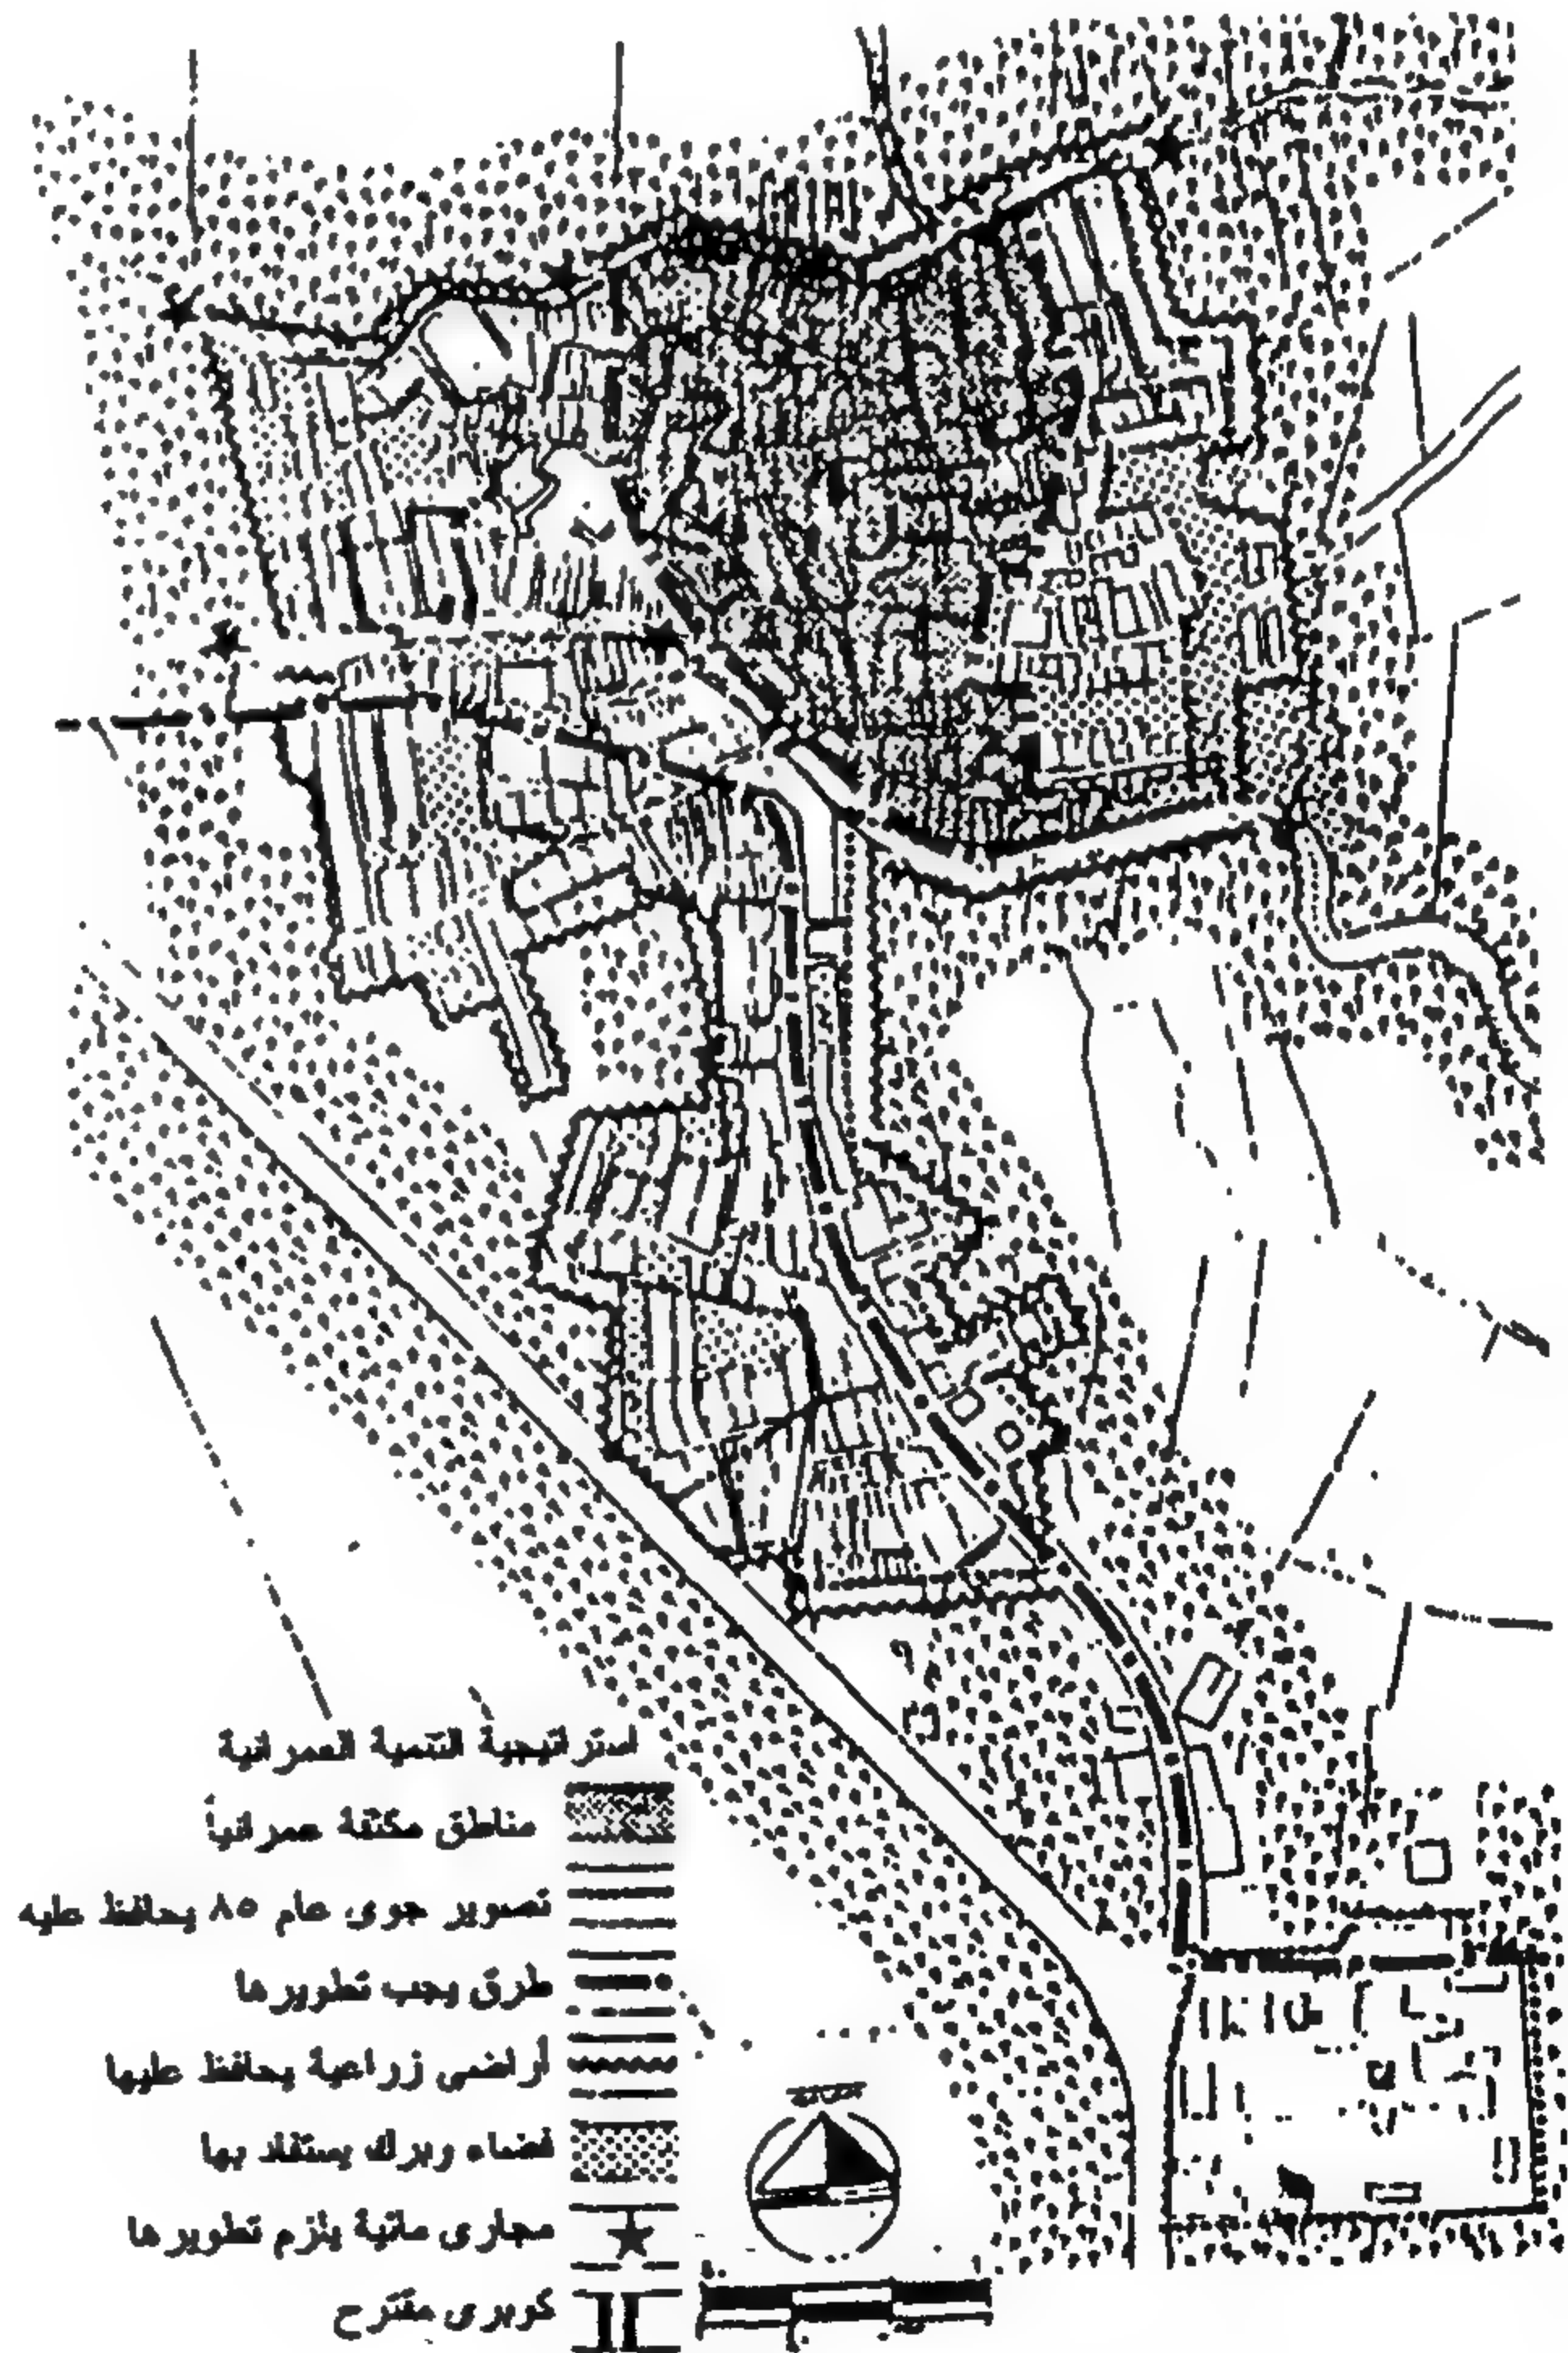 استراتيجية التنمية العمرانية
مناطق مكثفة عمرانياً
تصوير جوى عام ٨٥ يحافظ عليه
طرق يجب تطويرها
أراضى زراعية يحافظ عليها
فضاء وبرك يستفاد بها
مجارى مائية يلزم تطويرها
كوبرى مقترح